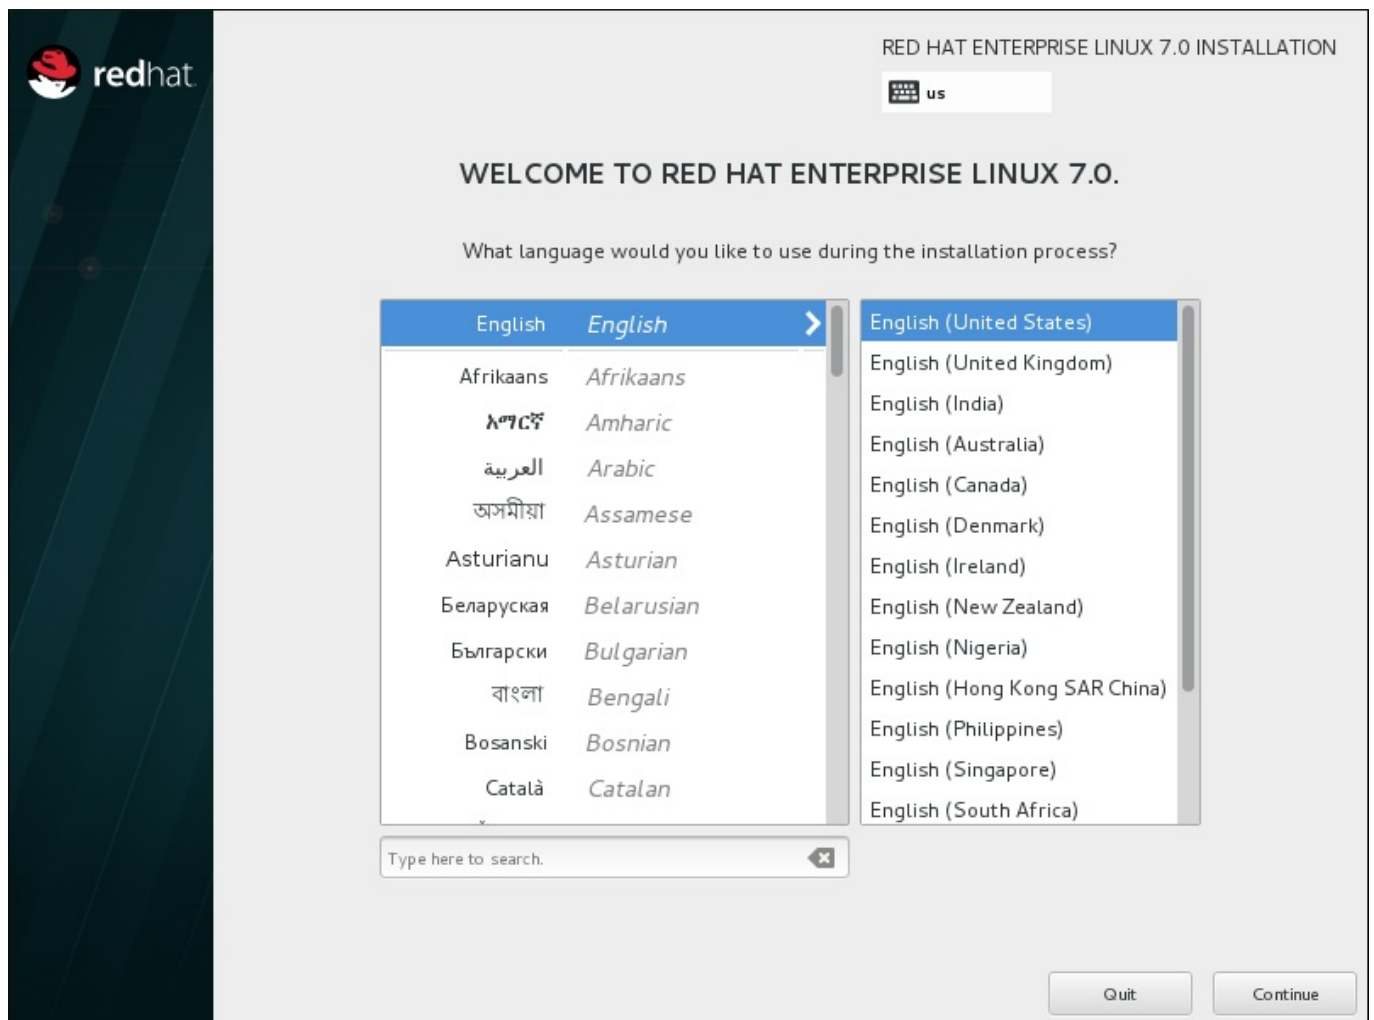 redhat.
RED HAT ENTERPRISE LINUX 7.0 INSTALLATION
us
WELCOME TO RED HAT ENTERPRISE LINUX 7.0.
What language would you like to use during the installation process?
English English
Afrikaans Afrikaans
አማርኛ Amharic
العربية Arabic
অসমীয়া Assamese
Asturianu Asturian
Беларуская Belarusian
Български Bulgarian
বাংলা Bengali
Bosanski Bosnian
Català Catalan
English (United States)
English (United Kingdom)
English (India)
English (Australia)
English (Canada)
English (Denmark)
English (Ireland)
English (New Zealand)
English (Nigeria)
English (Hong Kong SAR China)
English (Philippines)
English (Singapore)
English (South Africa)
Type here to search.
Quit Continue